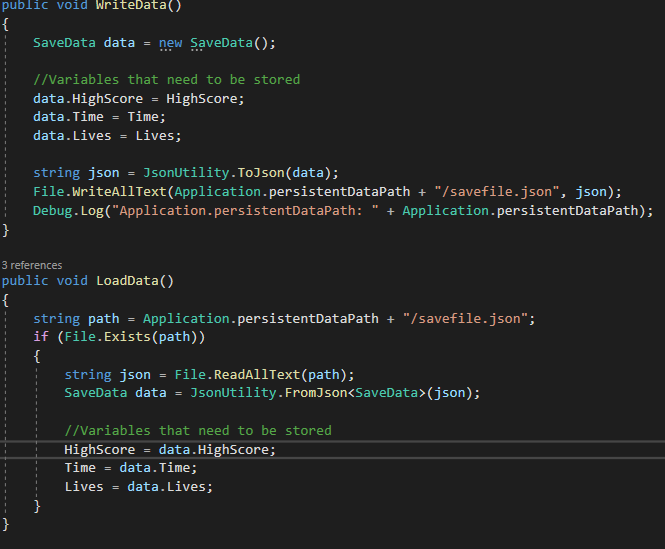 public void WriteData()
{
SaveData data = new SaveData();
//Variables that need to be stored
data.HighScore = HighScore;
data.Time = Time;
data.Lives = Lives;
string json = JsonUtility.ToJson(data);
File.WriteAllText(Application.persistentDataPath + "/savefile.json", json);
Debug.Log("Application.persistentDataPath: " + Application.persistentDataPath);
}
3 references
public void LoadData()
{
string path = Application.persistentDataPath + "/savefile.json";
if (File.Exists(path))
{
string json = File.ReadAllText(path);
SaveData data = JsonUtility.FromJson<SaveData>(json);
//Variables that need to be stored
HighScore = data.HighScore;
Time = data.Time;
Lives = data.Lives;
}
}